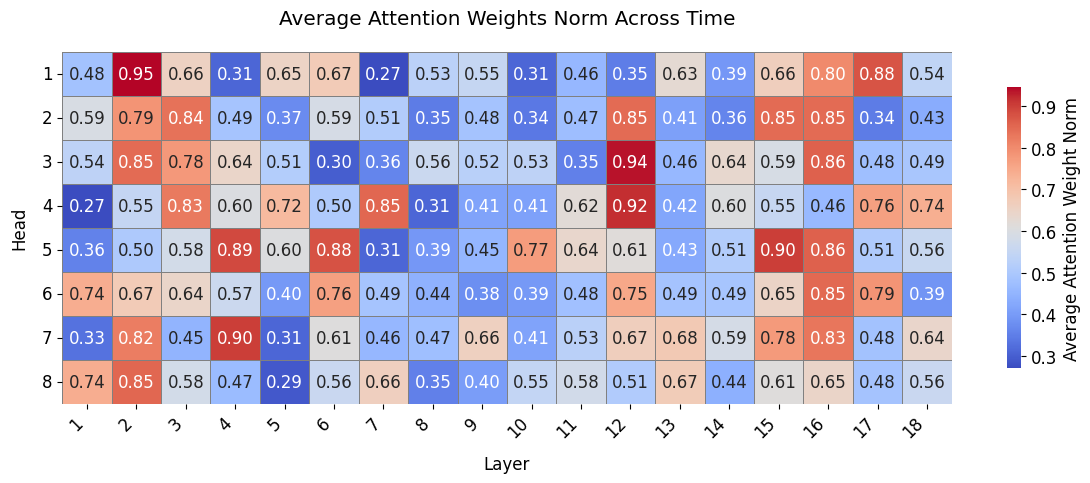 Average Attention Weights Norm Across Time
1 0.48 0.95 0.66 0.31 0.65 0.67 0.27 0.53 0.55 0.31 0.46 0.35 0.63 0.39 0.66 0.80 0.88 0.54
2 0.59 0.79 0.84 0.49 0.37 0.59 0.51 0.35 0.48 0.34 0.47 0.85 0.41 0.36 0.85 0.85 0.34 0.43
3 0.54 0.85 0.78 0.64 0.51 0.30 0.36 0.56 0.52 0.53 0.35 0.94 0.46 0.64 0.59 0.86 0.48 0.49
4 0.27 0.55 0.83 0.60 0.72 0.50 0.85 0.31 0.41 0.41 0.62 0.92 0.42 0.60 0.55 0.46 0.76 0.74
5 0.36 0.50 0.58 0.89 0.60 0.88 0.31 0.39 0.45 0.77 0.64 0.61 0.43 0.51 0.90 0.86 0.51 0.56
6 0.74 0.67 0.64 0.57 0.40 0.76 0.49 0.44 0.38 0.39 0.48 0.75 0.49 0.49 0.65 0.85 0.79 0.39
7 0.33 0.82 0.45 0.90 0.31 0.61 0.46 0.47 0.66 0.41 0.53 0.67 0.68 0.59 0.78 0.83 0.48 0.64
8 0.74 0.85 0.58 0.47 0.29 0.56 0.66 0.35 0.40 0.55 0.58 0.51 0.67 0.44 0.61 0.65 0.48 0.56
1 2 3 4 5 6 7 8 9 10 11 12 13 14 15 16 17 18
Layer
Head
0.9
0.8
0.7
0.6
0.5
0.4
0.3
Average Attention Weight Norm